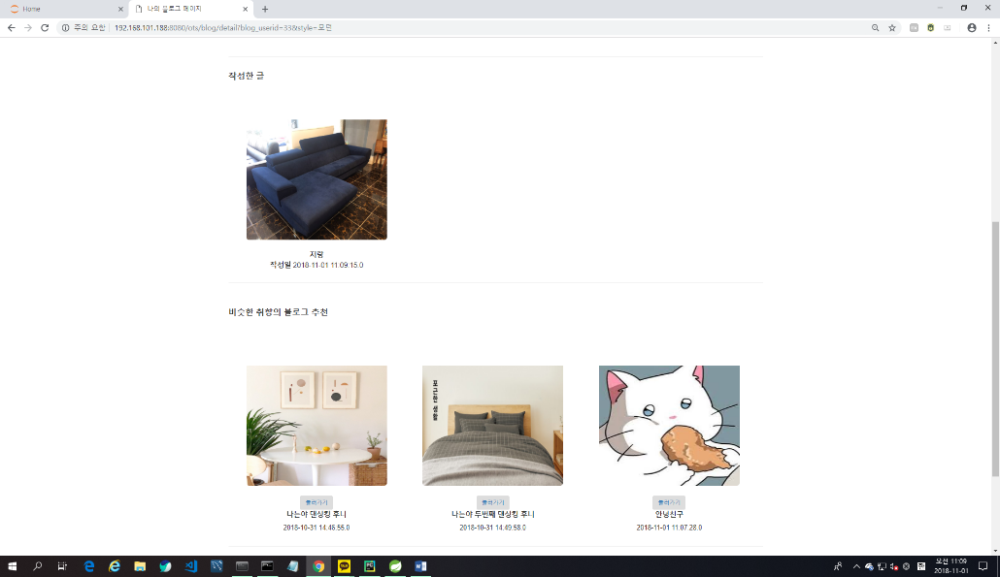 Home
나의 블로그 페이지
주의 요함
192.168.101.188:8080/ots/blog/detail?blog_userid=33&style=모던
작성한 글
자랑
작성일 2018-11-01 11:09:15.0
비슷한 취향의 블로그 추천
포근한 생활
놀러가기
놀러가기
놀러가기
나는야 댄싱킹 후니
나는야 두번째 댄싱킹 후니
안녕친구
2018-10-31 14:46:55.0
2018-10-31 14:49:58.0
2018-11-01 11:07:28.0
오전 11:09
2018-11-01